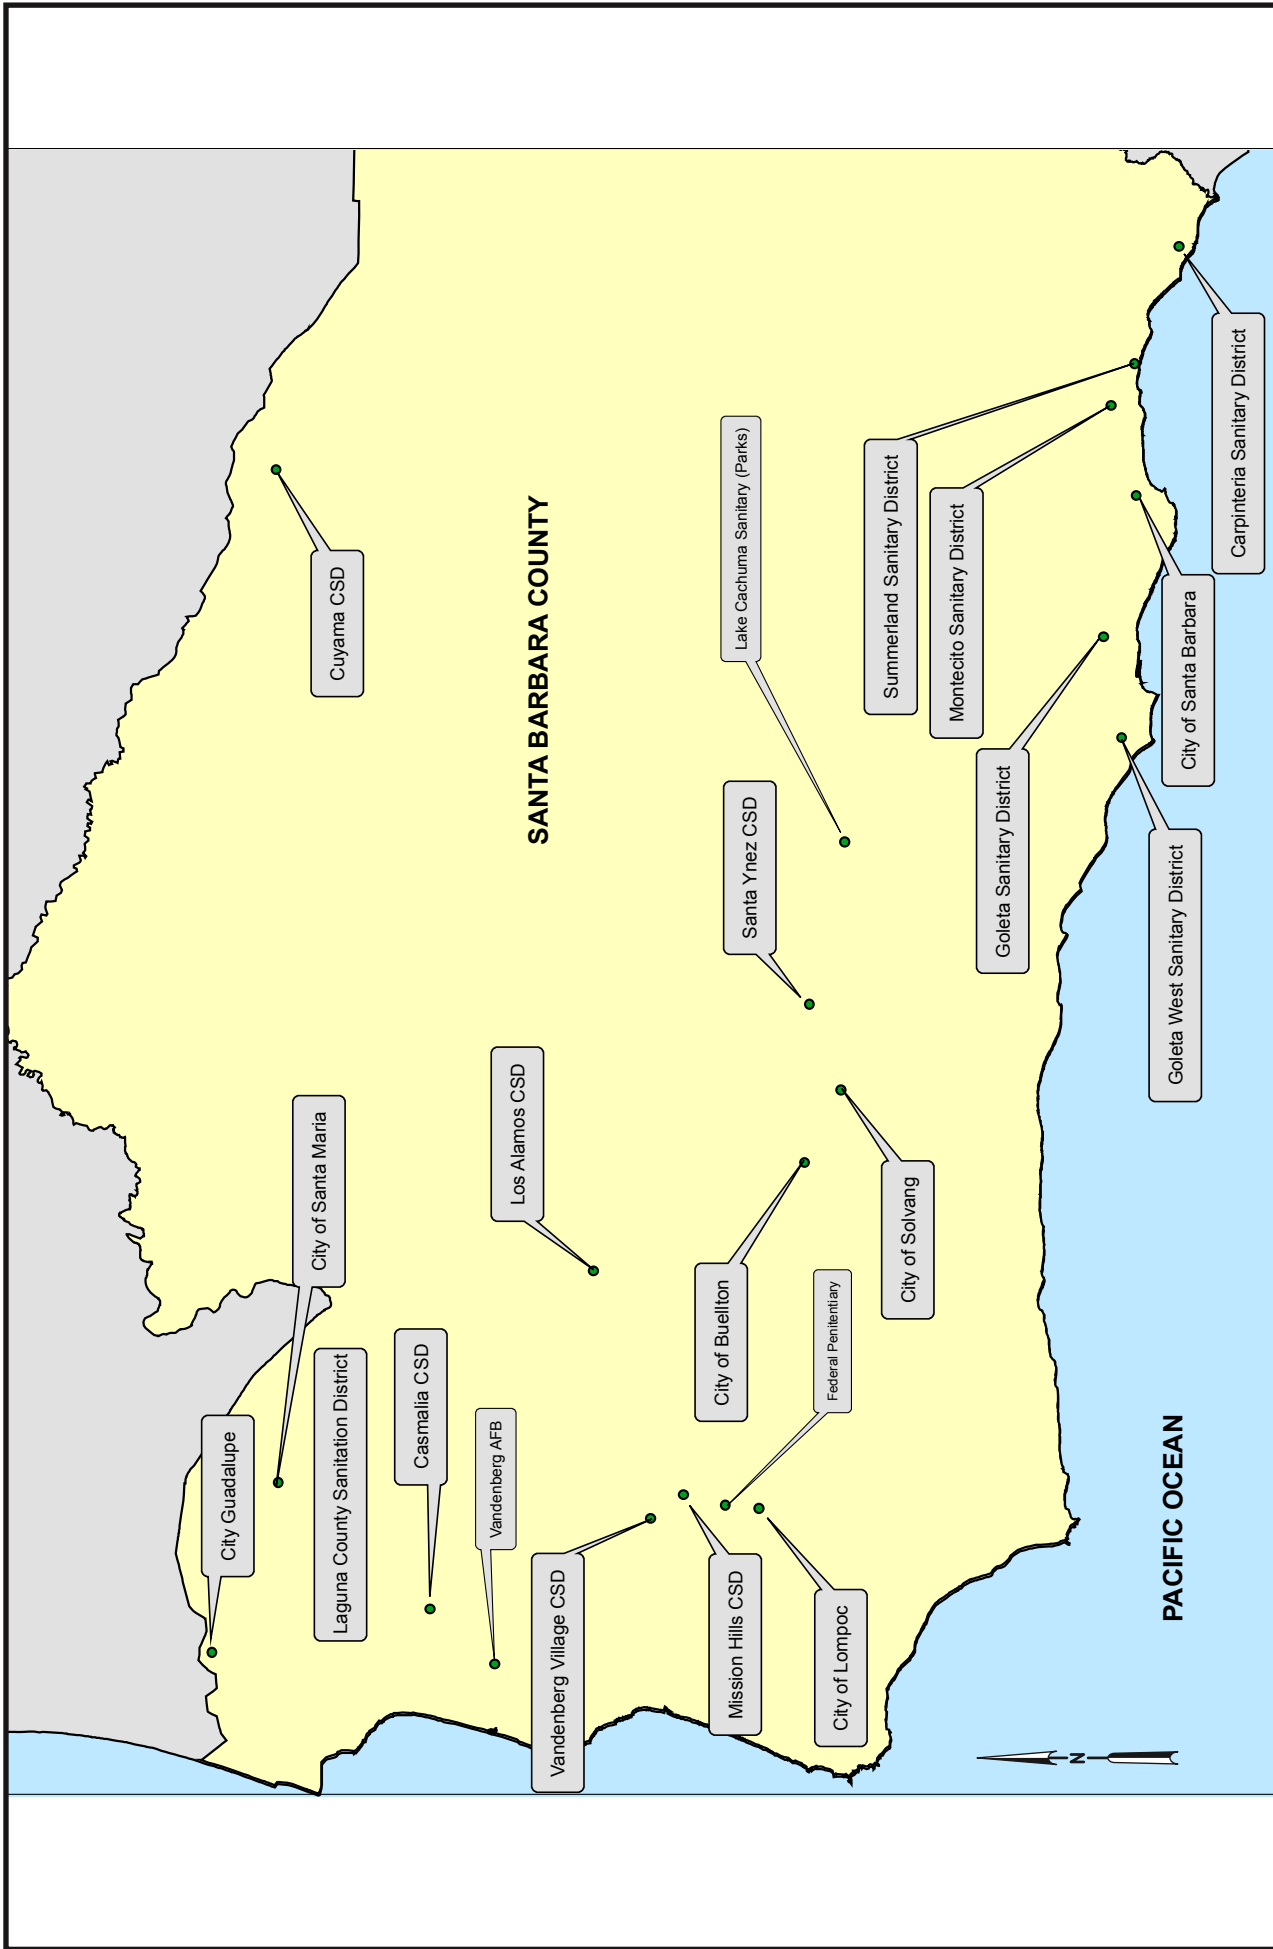 City Guadalupe
City of Santa Maria
Laguna County Sanitation District
Cuyama CSD
Casmalia CSD
Vandenberg AFB
Los Alamos CSD
SANTA BARBARA COUNTY
Vandenberg Village CSD
Mission Hills CSD
City of Buellton
Santa Ynez CSD
Lake Cachuma Sanitary (Parks)
Federal Penitentiary
City of Lompoc
City of Solvang
Summerland Sanitary District
Montecito Sanitary District
Goleta Sanitary District
N
PACIFIC OCEAN
Goleta West Sanitary District
City of Santa Barbara
Carpinteria Sanitary District